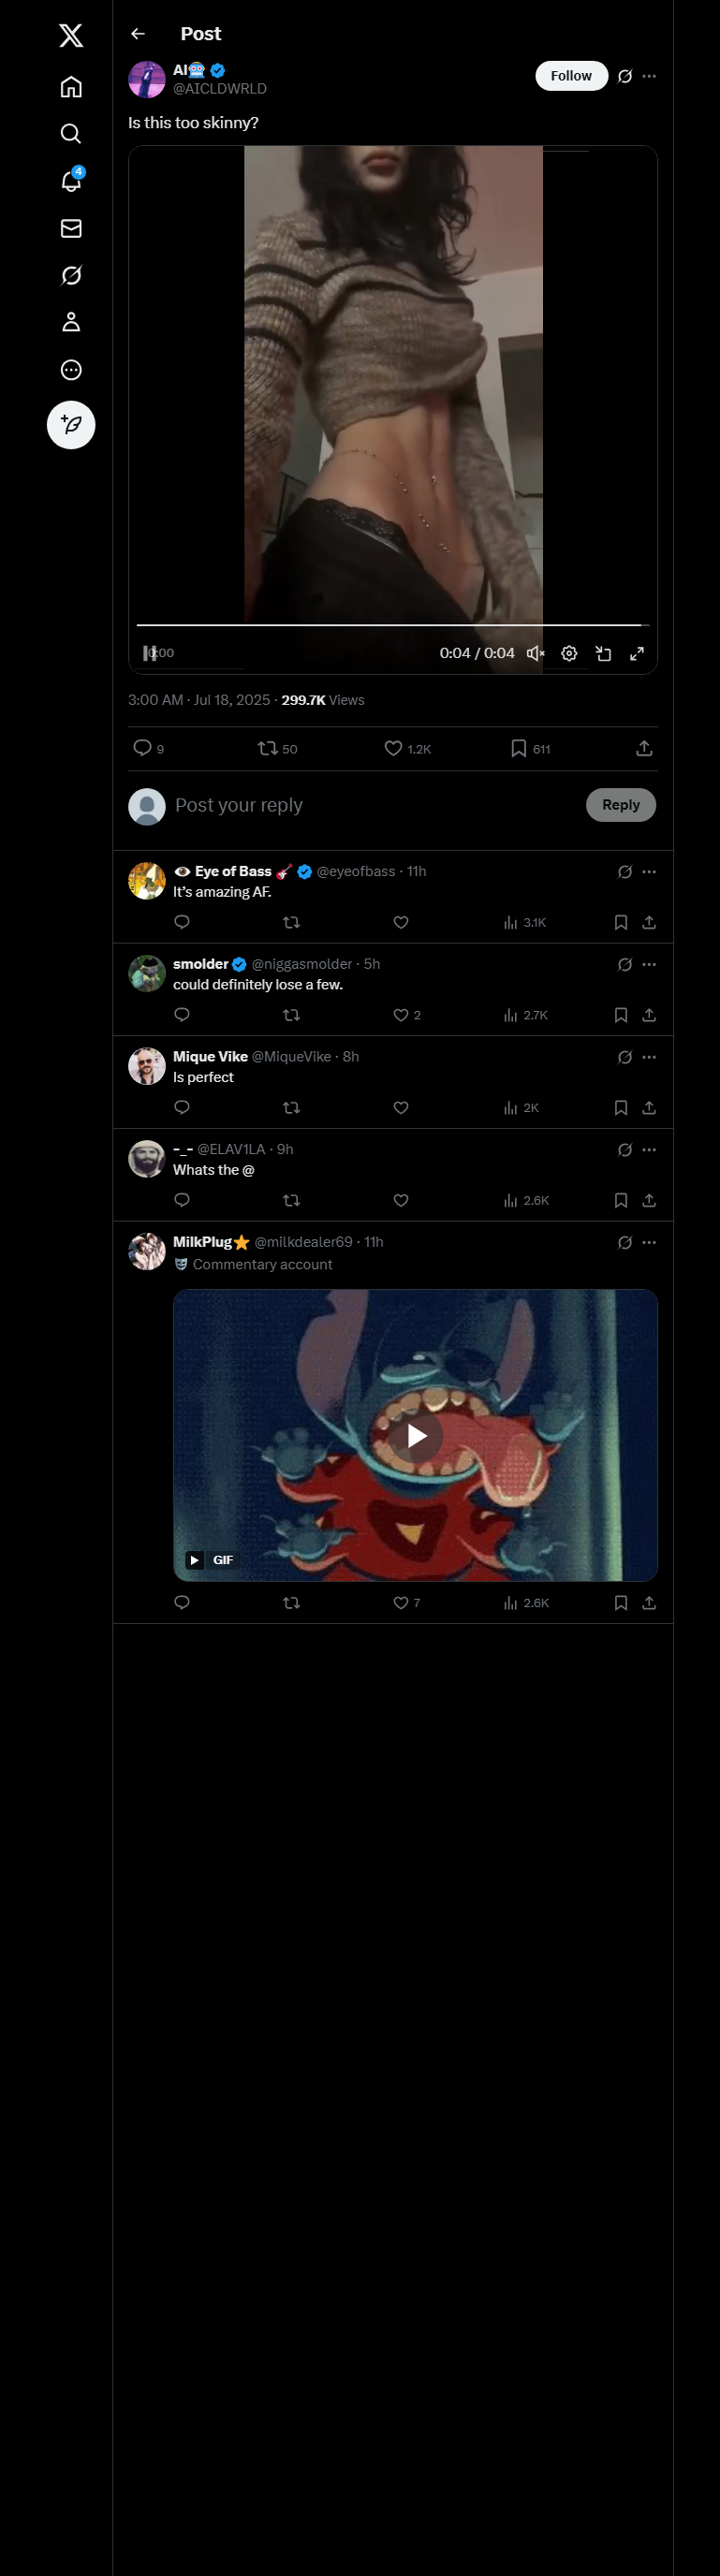 Post
4
AI🤖
@AICLDWRLD
Follow
Is this too skinny?
0:00
0:04 / 0:04
3:00 AM · Jul 18, 2025 · 299.7K Views
9 50 1.2K 611
Post your reply
Reply
👁️ Eye of Bass 🎸 @eyeofbass · 11h
It's amazing AF.
3.1K
smolder @niggasmolder · 5h
could definitely lose a few.
2 2.7K
Mique Vike @MiqueVike · 8h
Is perfect
2K
-_- @ELAV1LA · 9h
Whats the @
2.6K
MilkPlug⭐ @milkdealer69 · 11h
Commentary account
GIF
7 2.6K